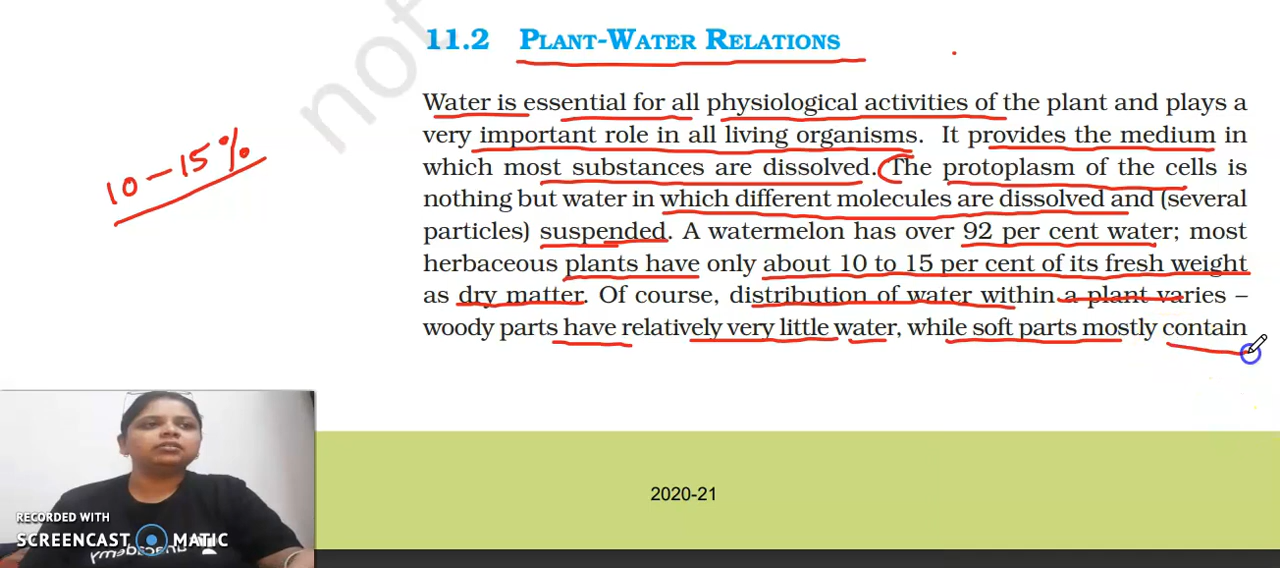 not
11.2 PLANT-WATER RELATIONS
Water is essential for all physiological activities of the plant and plays a
very important role in all living organisms. It provides the medium in
which most substances are dissolved. The protoplasm of the cells is
nothing but water in which different molecules are dissolved and (several
particles) suspended. A watermelon has over 92 per cent water; most
herbaceous plants have only about 10 to 15 per cent of its fresh weight
as dry matter. Of course, distribution of water within a plant varies –
woody parts have relatively very little water, while soft parts mostly contain
10-15%
2020-21
RECORDED WITH
SCREENCAST MATIC